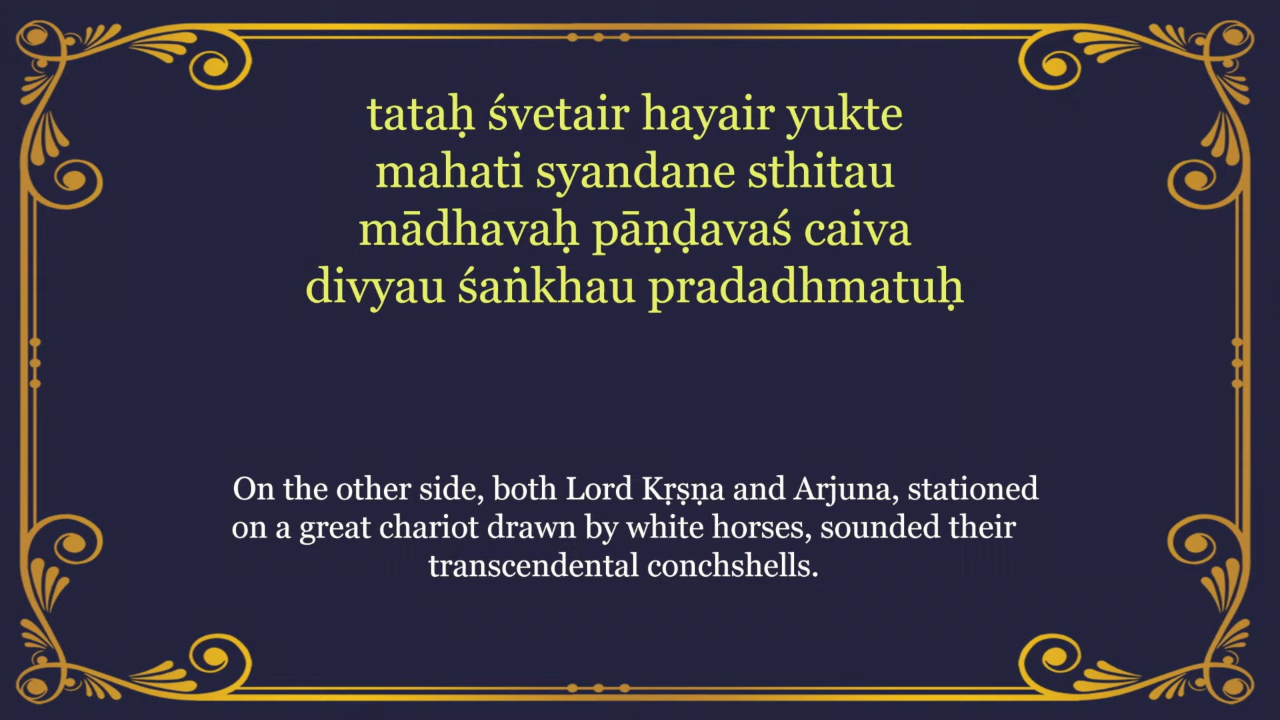 tataḥ śvetair hayair yukte
mahati syandane sthitau
mādhavaḥ pāṇḍavaś caiva
divyau śaṅkhau pradadhmatuḥ
On the other side, both Lord Kṛṣṇa and Arjuna, stationed
on a great chariot drawn by white horses, sounded their
transcendental conchshells.